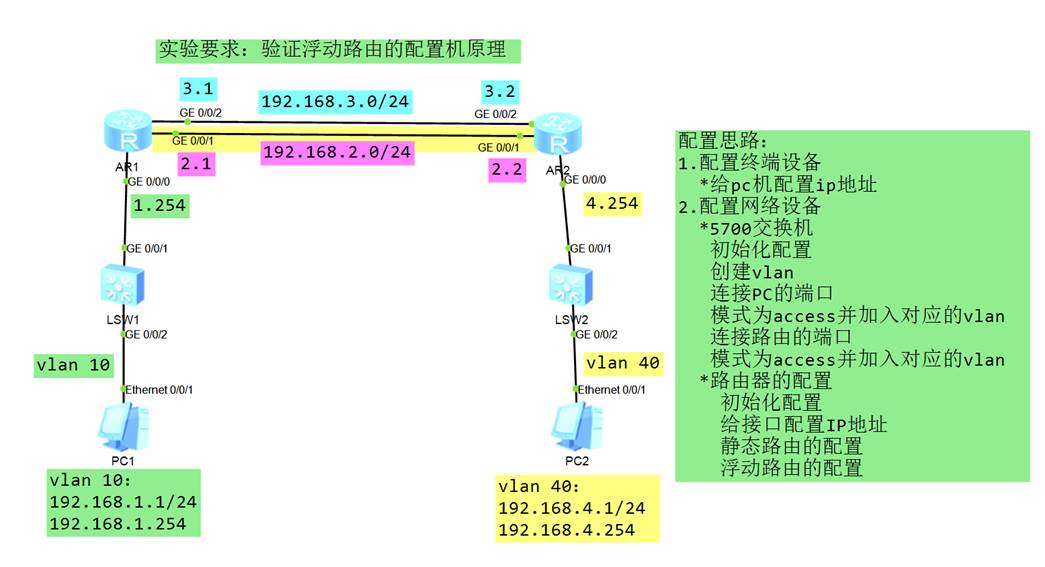 实验要求：验证浮动路由的配置机原理
3.1
192.168.3.0/24
3.2
GE 0/0/2
GE 0/0/2
R
R
GE 0/0/1
192.168.2.0/24
GE 0/0/1
AR1
2.1
2.2
AR2
GE 0/0/0
GE 0/0/0
1.254
4.254
GE 0/0/1
GE 0/0/1
LSW1
LSW2
GE 0/0/2
GE 0/0/2
vlan 10
vlan 40
Ethernet 0/0/1
Ethernet 0/0/1
PC1
PC2
vlan 10:
192.168.1.1/24
192.168.1.254
vlan 40:
192.168.4.1/24
192.168.4.254
配置思路：
1.配置终端设备
*给pc机配置ip地址
2.配置网络设备
*5700交换机
初始化配置
创建vlan
连接PC的端口
模式为access并加入对应的vlan
连接路由的端口
模式为access并加入对应的vlan
*路由器的配置
初始化配置
给接口配置IP地址
静态路由的配置
浮动路由的配置